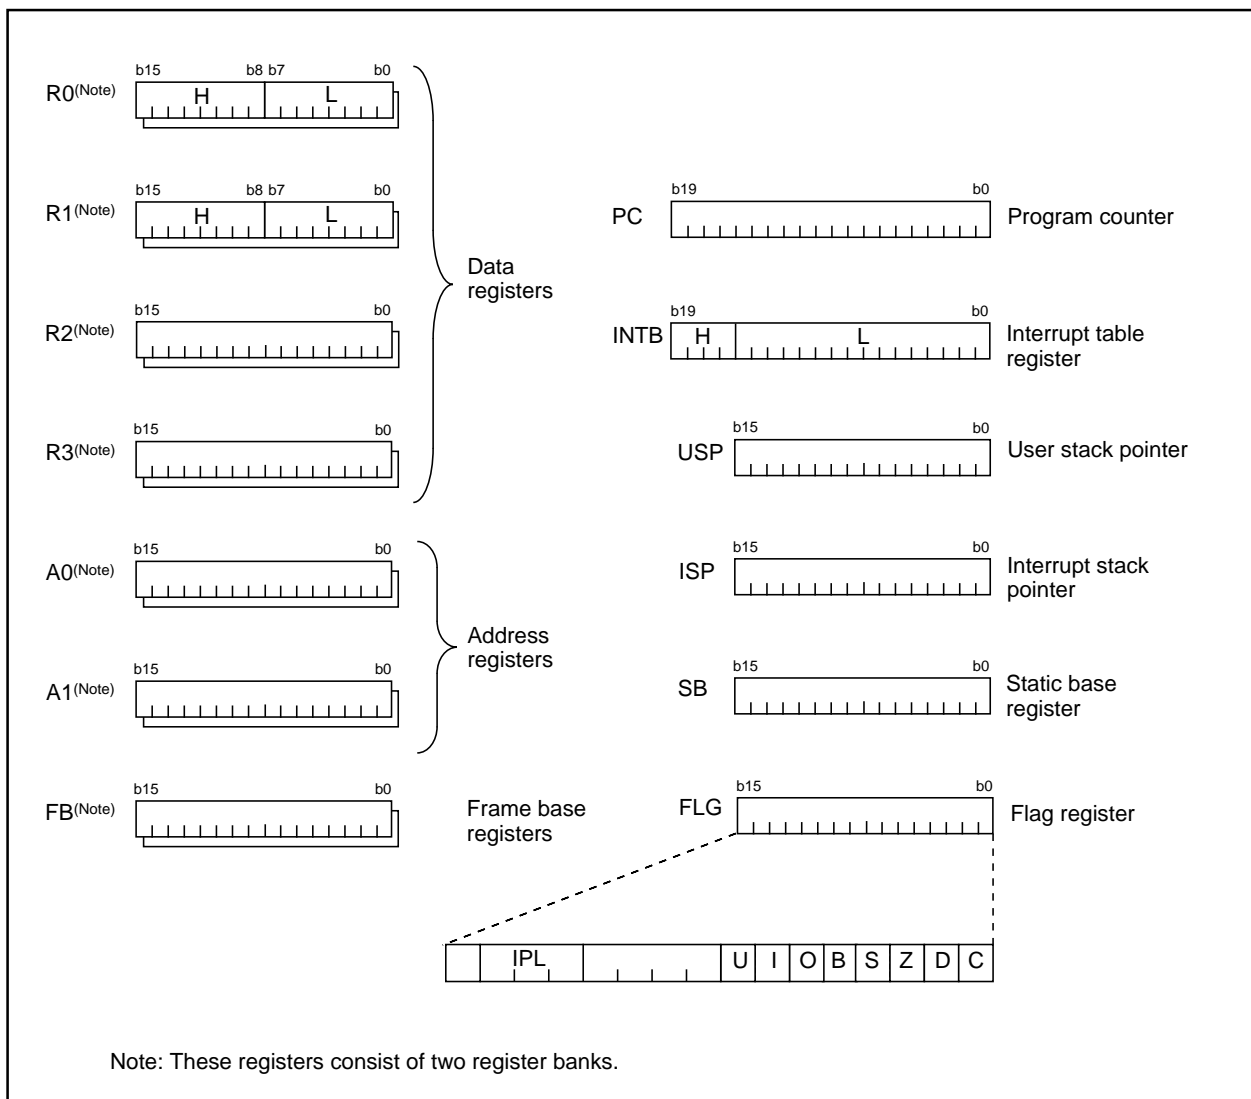 b15 b8 b7 b0
R0(Note) H L
b15 b8 b7 b0
R1(Note) H L
b15 b0
R2(Note)
b15 b0
R3(Note)
Data
registers
b15 b0
A0(Note)
b15 b0
A1(Note)
Address
registers
b15 b0
FB(Note)
Frame base
registers
b19 b0
PC Program counter
b19 b0
INTB H L Interrupt table
register
b15 b0
USP User stack pointer
b15 b0
ISP Interrupt stack
pointer
b15 b0
SB Static base
register
b15 b0
FLG Flag register
IPL U I O B S Z D C
Note: These registers consist of two register banks.